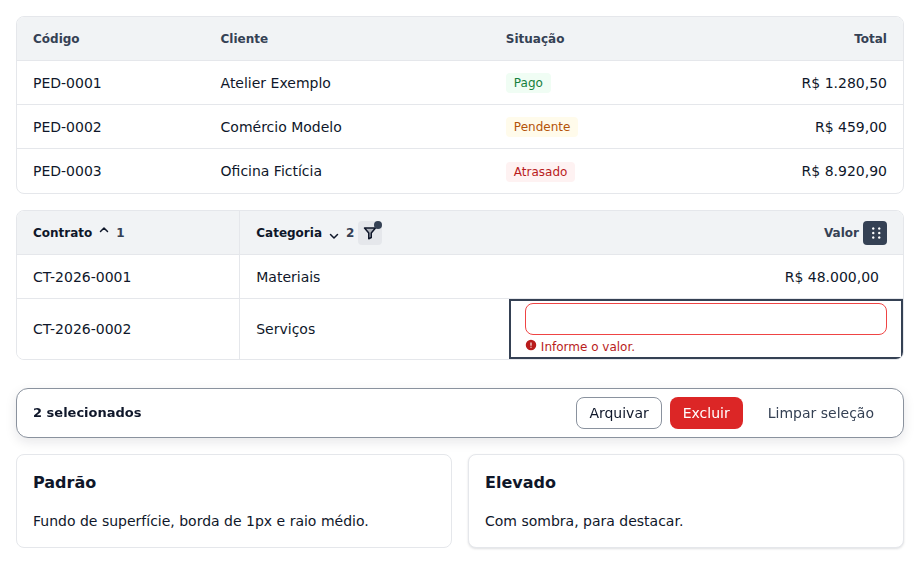 Código Cliente Situação Total
PED-0001 Atelier Exemplo Pago R$ 1.280,50
PED-0002 Comércio Modelo Pendente R$ 459,00
PED-0003 Oficina Fictícia Atrasado R$ 8.920,90
Contrato 1 Categoria 2 Valor
CT-2026-0001 Materiais R$ 48.000,00
CT-2026-0002 Serviços
Informe o valor.
2 selecionados Arquivar Excluir Limpar seleção
Padrão Elevado
Fundo de superfície, borda de 1px e raio médio. Com sombra, para destacar.